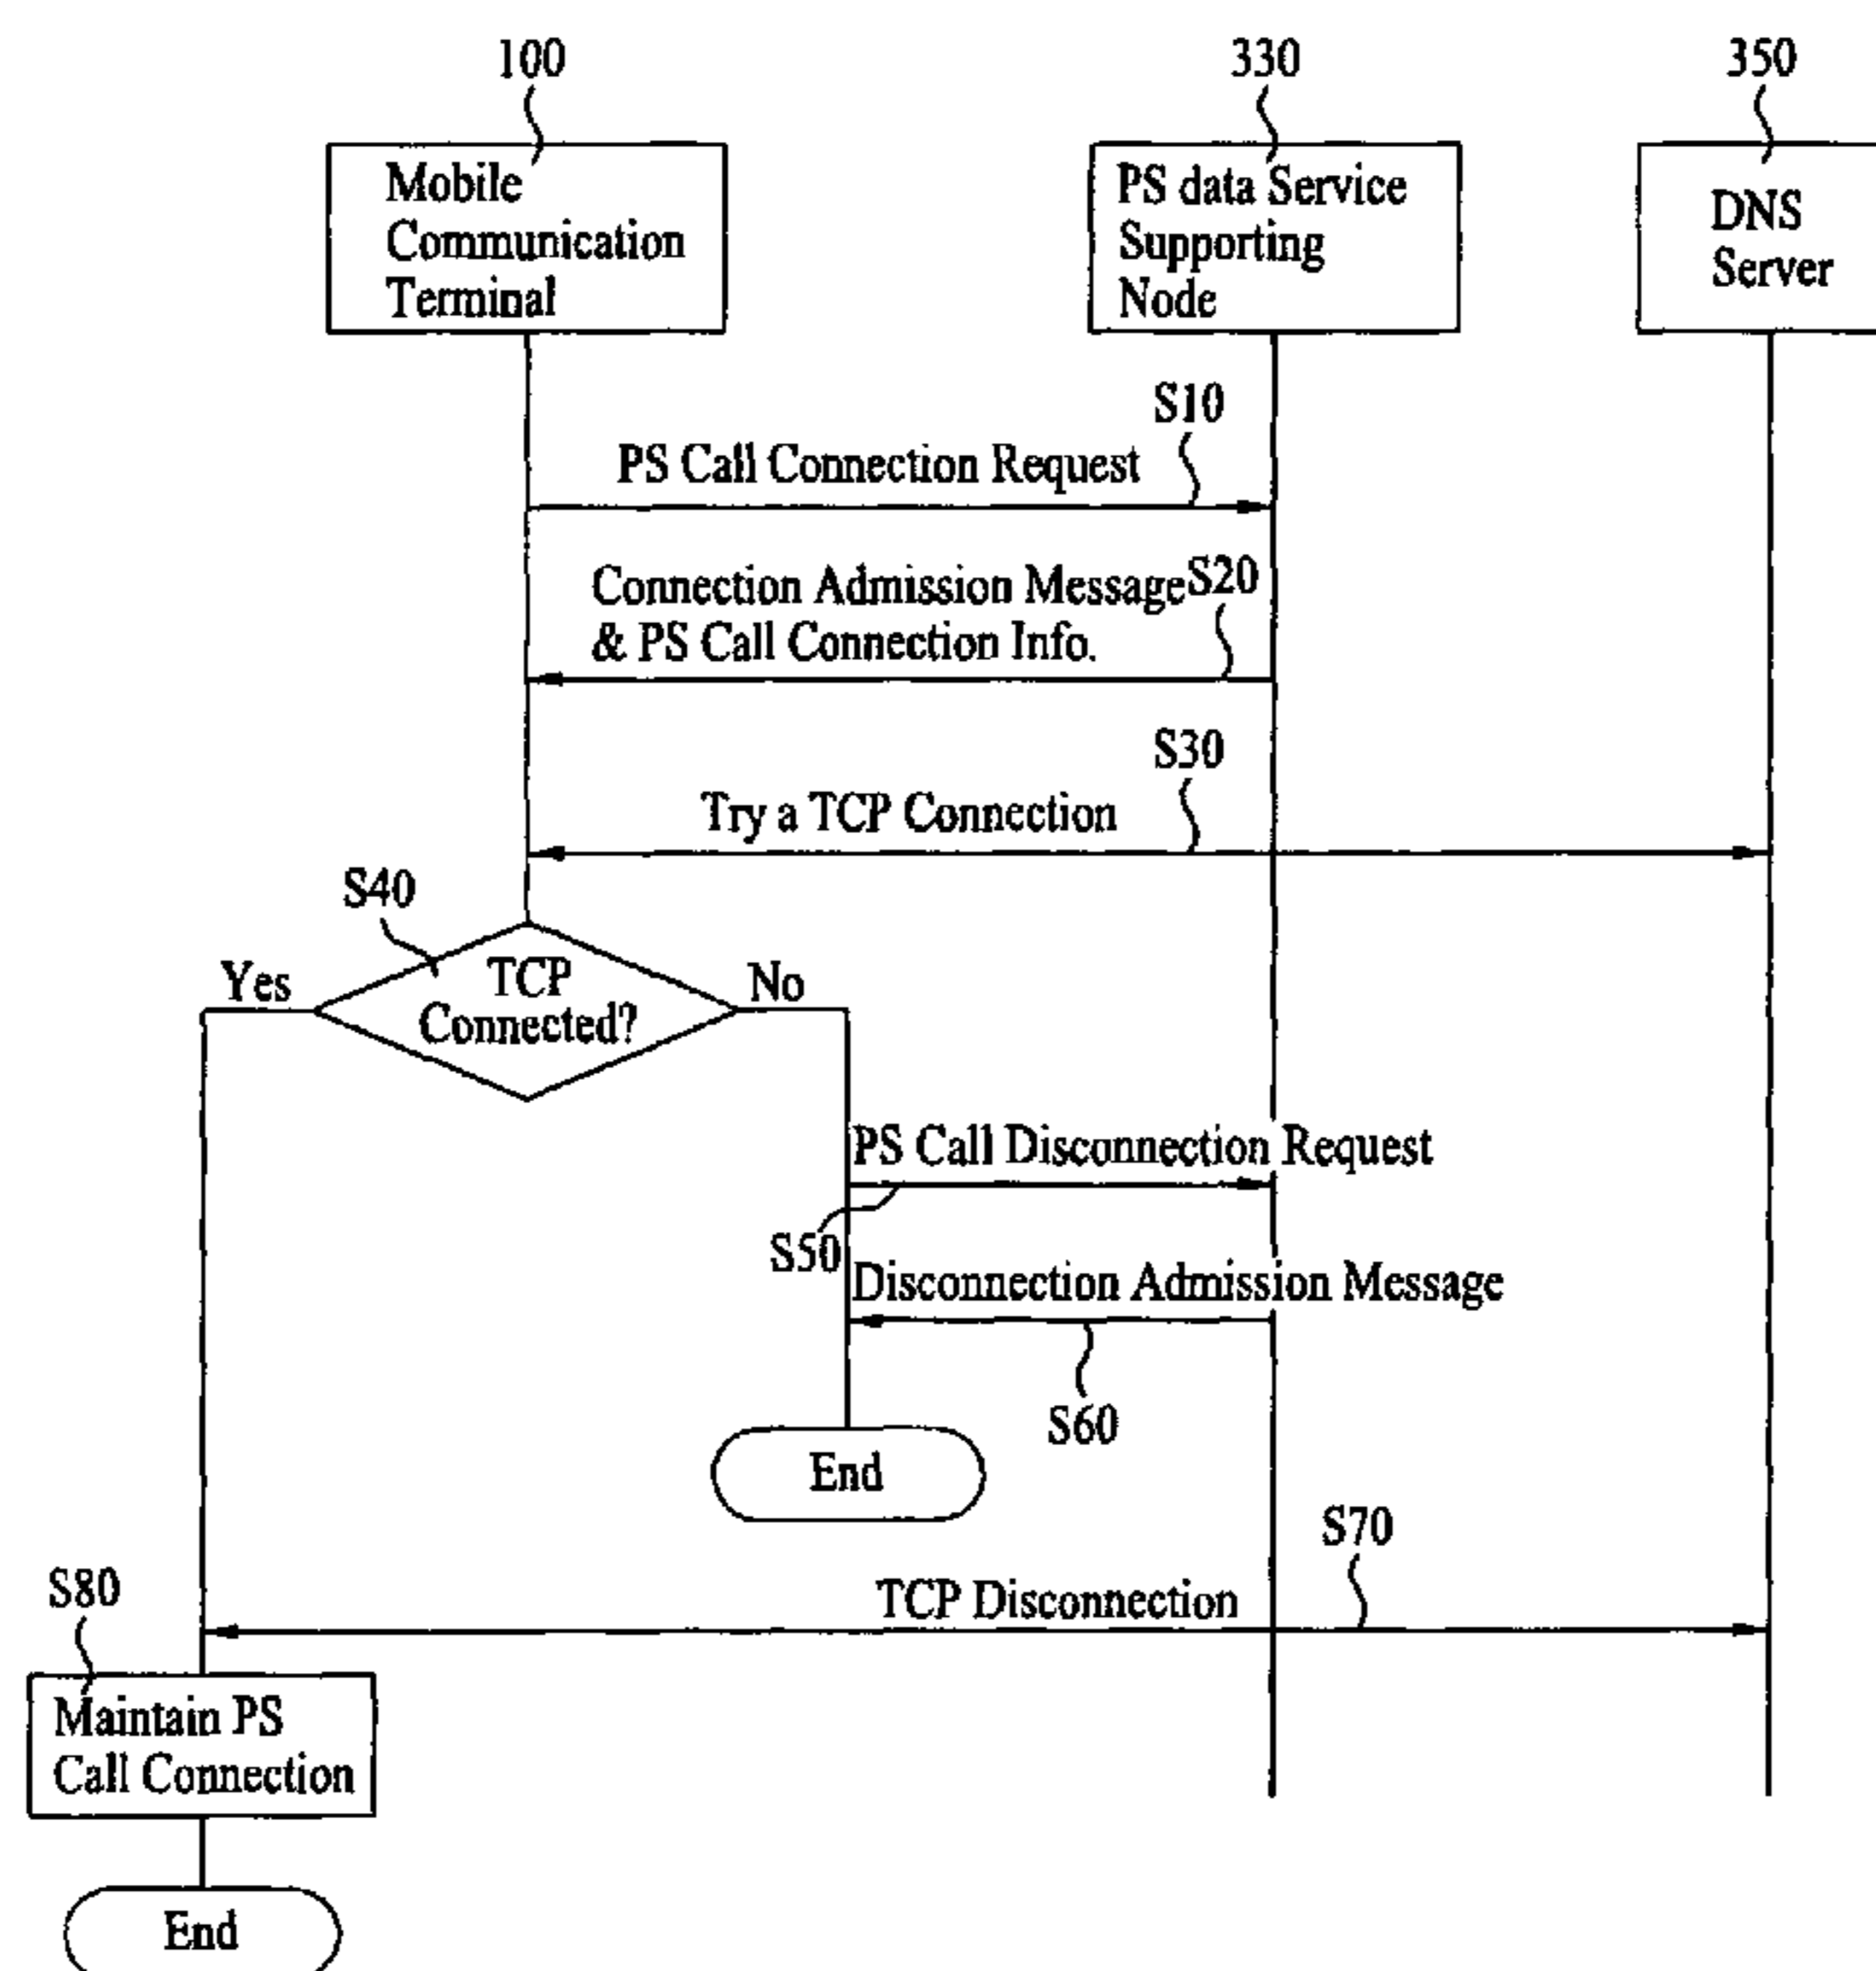 100
330
350
Mobile
Communication
Terminal
PS data Service
Supporting
Node
DNS
Server
S10
PS Call Connection Request
Connection Admission Message
S20
& PS Call Connection Info.
S30
Try a TCP Connection
S40
Yes
TCP
Connected?
No
PS Call Disconnection Request
S50
Disconnection Admission Message
S60
End
S70
TCP Disconnection
S80
Maintain PS
Call Connection
End